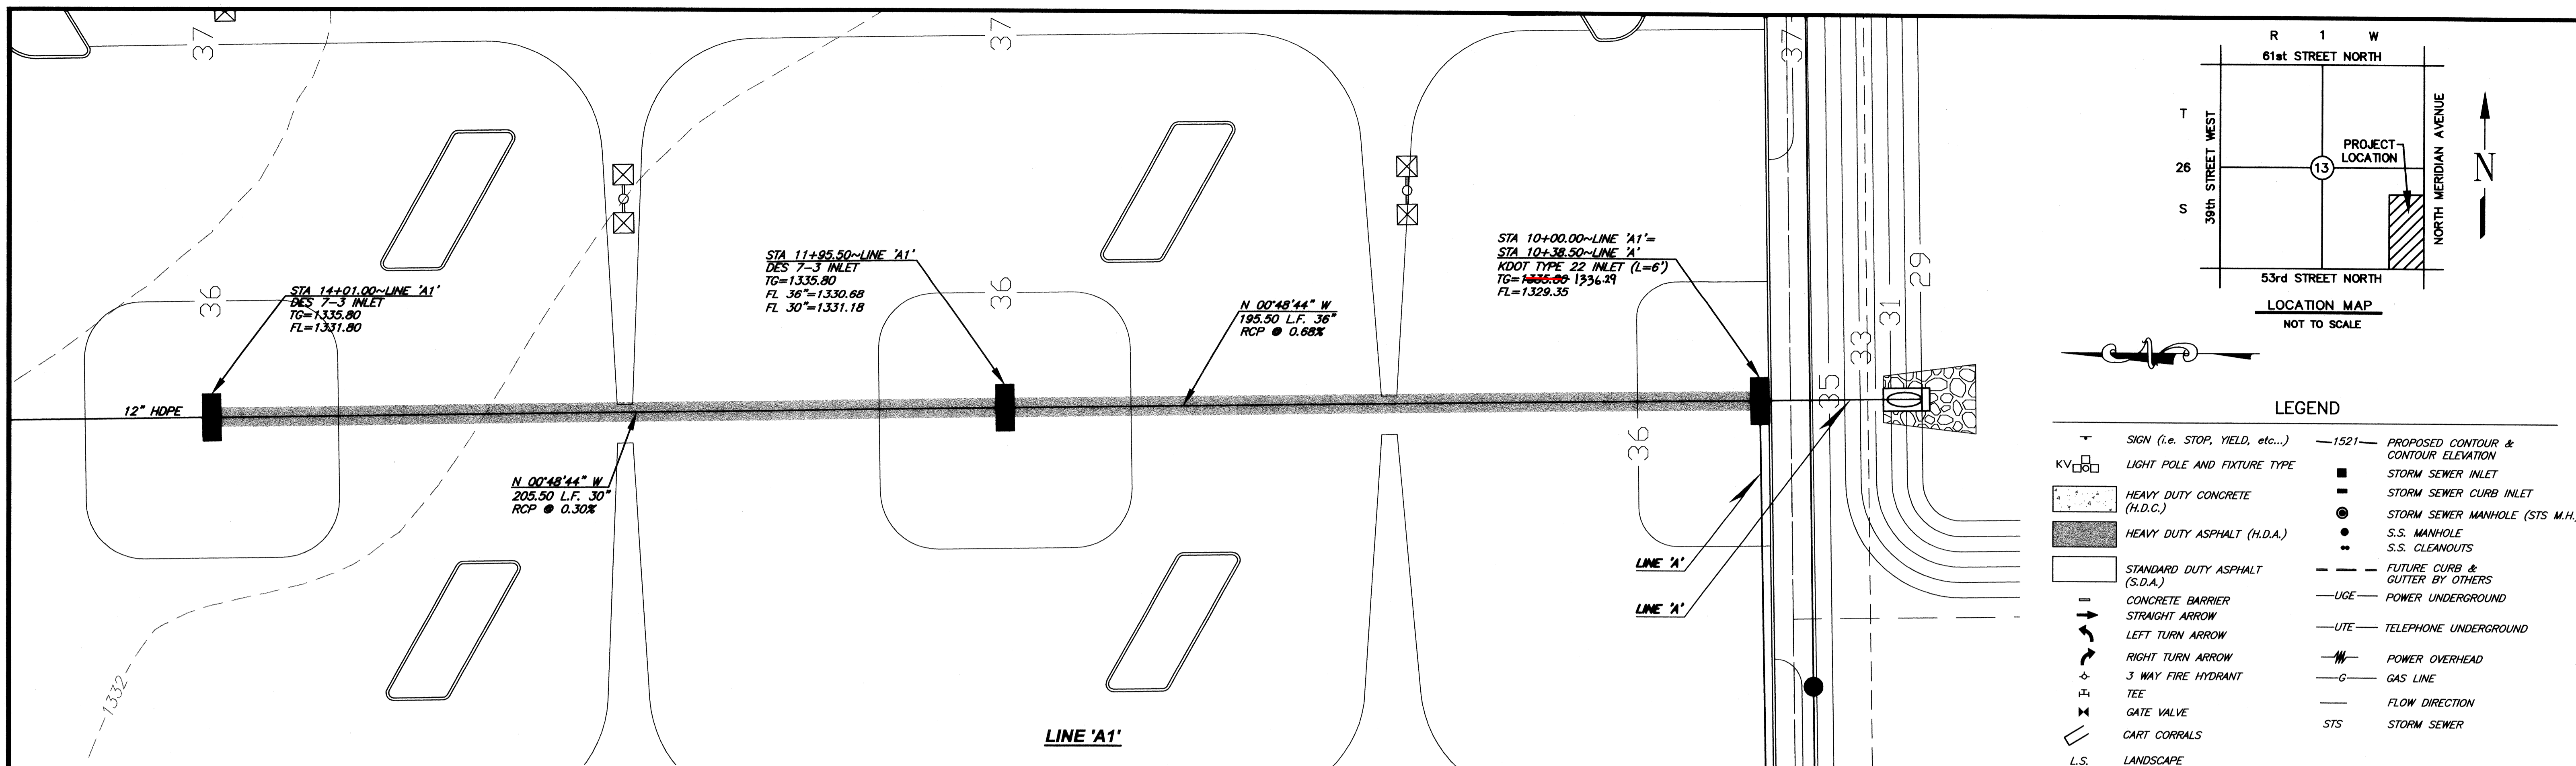 37
37
37
36
36
36
35
33
31
29
1332
12" HDPE
STA 14+01.00~LINE 'A1'
DES 7-3 INLET
TG=1335.80
FL=1331.80
N 00°48'44" W
205.50 L.F. 30"
RCP @ 0.30%
STA 11+95.50~LINE 'A1'
DES 7-3 INLET
TG=1335.80
FL 36"=1330.68
FL 30"=1331.18
N 00°48'44" W
195.50 L.F. 36"
RCP @ 0.68%
STA 10+00.00~LINE 'A1'=
STA 10+38.50~LINE 'A'
KDOT TYPE 22 INLET (L=6')
TG=1335.80 1336.29
FL=1329.35
LINE 'A'
LINE 'A'
LINE 'A1'
R 1 W
61st STREET NORTH
T
26
S
39th STREET WEST
13
PROJECT
LOCATION
NORTH MERIDIAN AVENUE
N
53rd STREET NORTH
LOCATION MAP
NOT TO SCALE
LEGEND
SIGN (i.e. STOP, YIELD, etc...)
KV LIGHT POLE AND FIXTURE TYPE
HEAVY DUTY CONCRETE
(H.D.C.)
HEAVY DUTY ASPHALT (H.D.A.)
STANDARD DUTY ASPHALT
(S.D.A.)
CONCRETE BARRIER
STRAIGHT ARROW
LEFT TURN ARROW
RIGHT TURN ARROW
3 WAY FIRE HYDRANT
TEE
GATE VALVE
CART CORRALS
L.S. LANDSCAPE
1521 PROPOSED CONTOUR &
CONTOUR ELEVATION
STORM SEWER INLET
STORM SEWER CURB INLET
STORM SEWER MANHOLE (STS M.H.)
S.S. MANHOLE
S.S. CLEANOUTS
FUTURE CURB &
GUTTER BY OTHERS
UGE POWER UNDERGROUND
UTE TELEPHONE UNDERGROUND
POWER OVERHEAD
G GAS LINE
FLOW DIRECTION
STS STORM SEWER